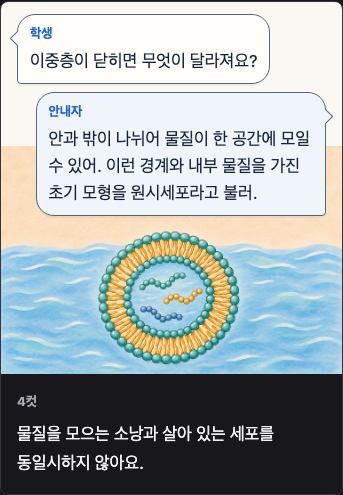 학생
이중층이 닫히면 무엇이 달라져요?
안내자
안과 밖이 나뉘어 물질이 한 공간에 모일
수 있어. 이런 경계와 내부 물질을 가진
초기 모형을 원시세포라고 불러.
4컷
물질을 모으는 소낭과 살아 있는 세포를
동일시하지 않아요.